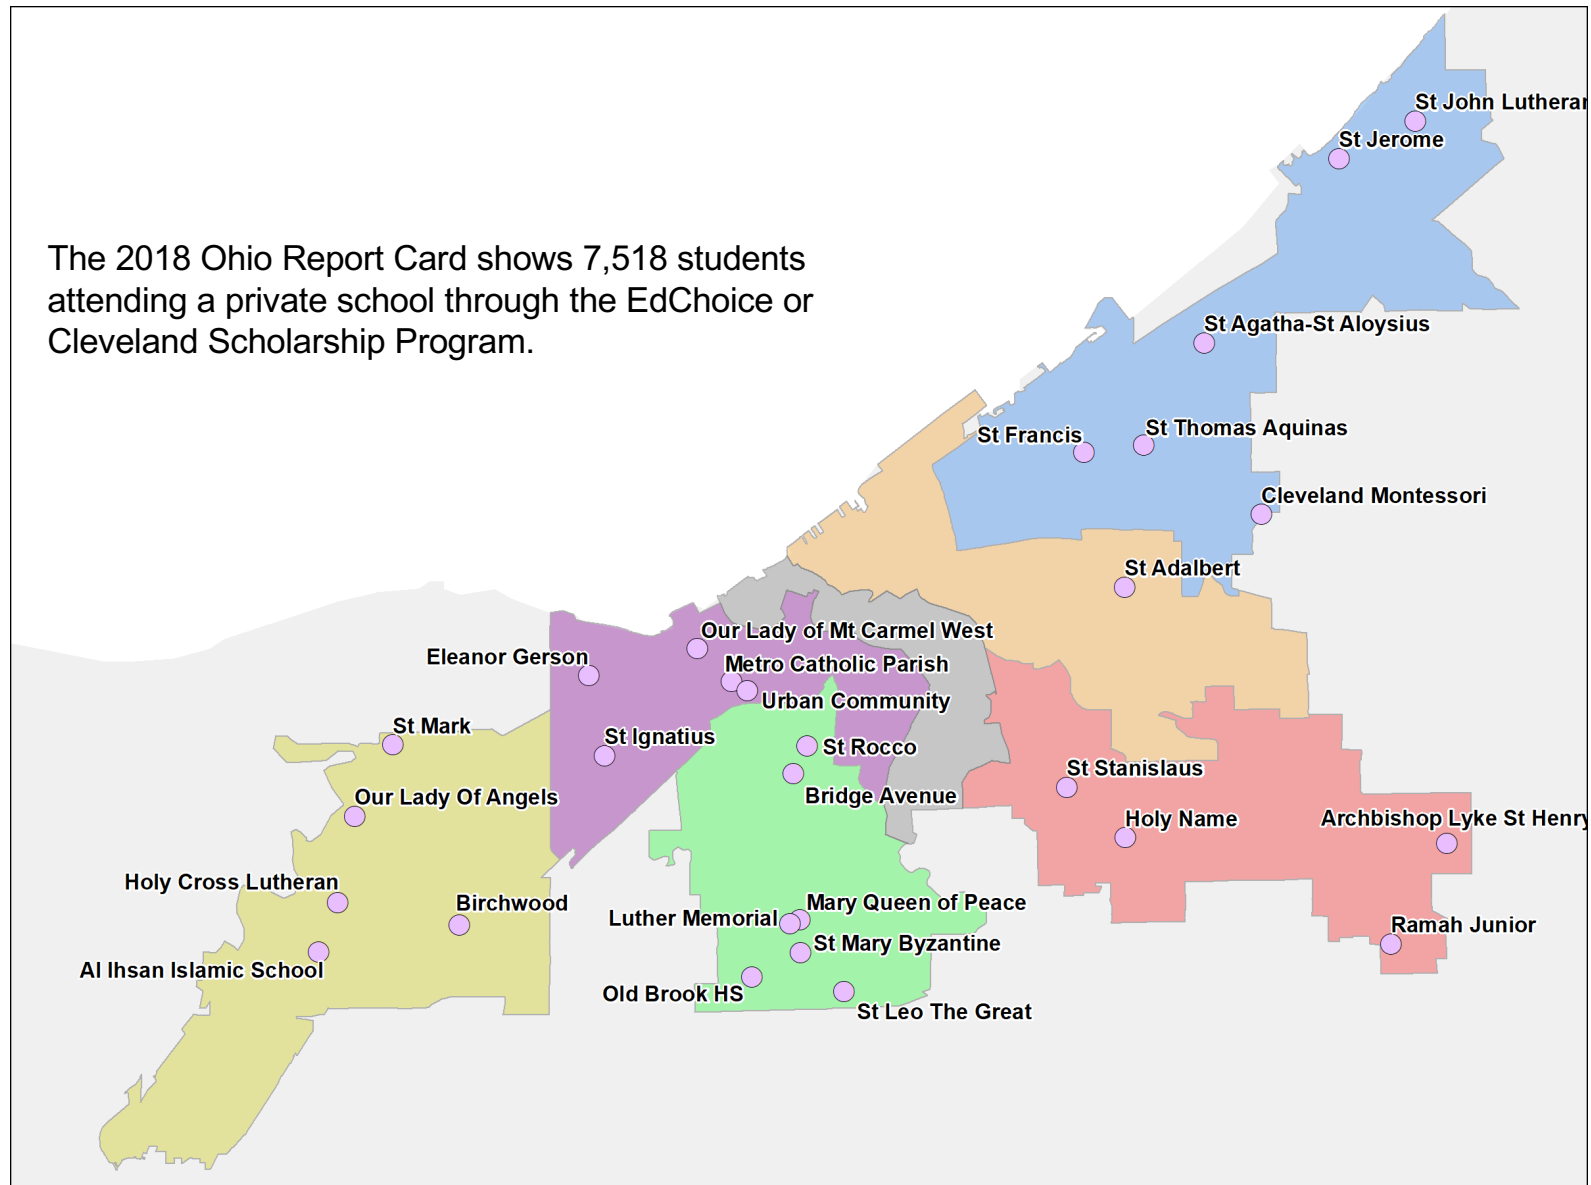 St John Lutheran
St Jerome
The 2018 Ohio Report Card shows 7,518 students
attending a private school through the EdChoice or
Cleveland Scholarship Program.
St Agatha-St Aloysius
St Francis
St Thomas Aquinas
Cleveland Montessori
St Adalbert
Our Lady of Mt Carmel West
Eleanor Gerson
Metro Catholic Parish
Urban Community
St Mark
St Ignatius
St Rocco
St Stanislaus
Our Lady Of Angels
Bridge Avenue
Holy Name
Archbishop Lyke St Henry
Holy Cross Lutheran
Birchwood
Luther Memorial
Mary Queen of Peace
Ramah Junior
St Mary Byzantine
Al Ihsan Islamic School
Old Brook HS
St Leo The Great